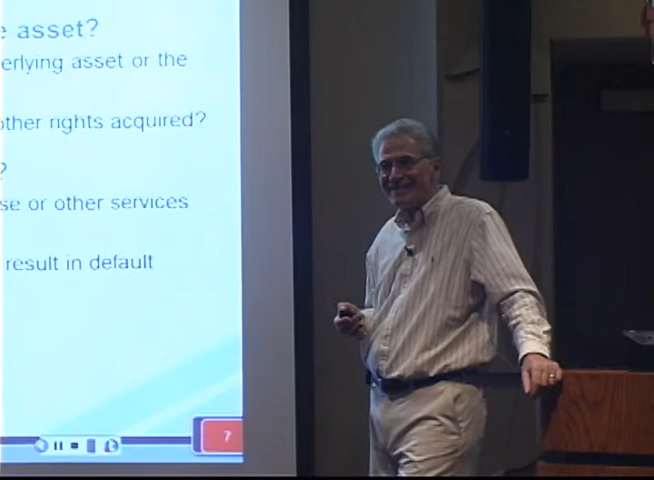 e asset?
erlying asset or the
other rights acquired?
?
se or other services
result in default
7